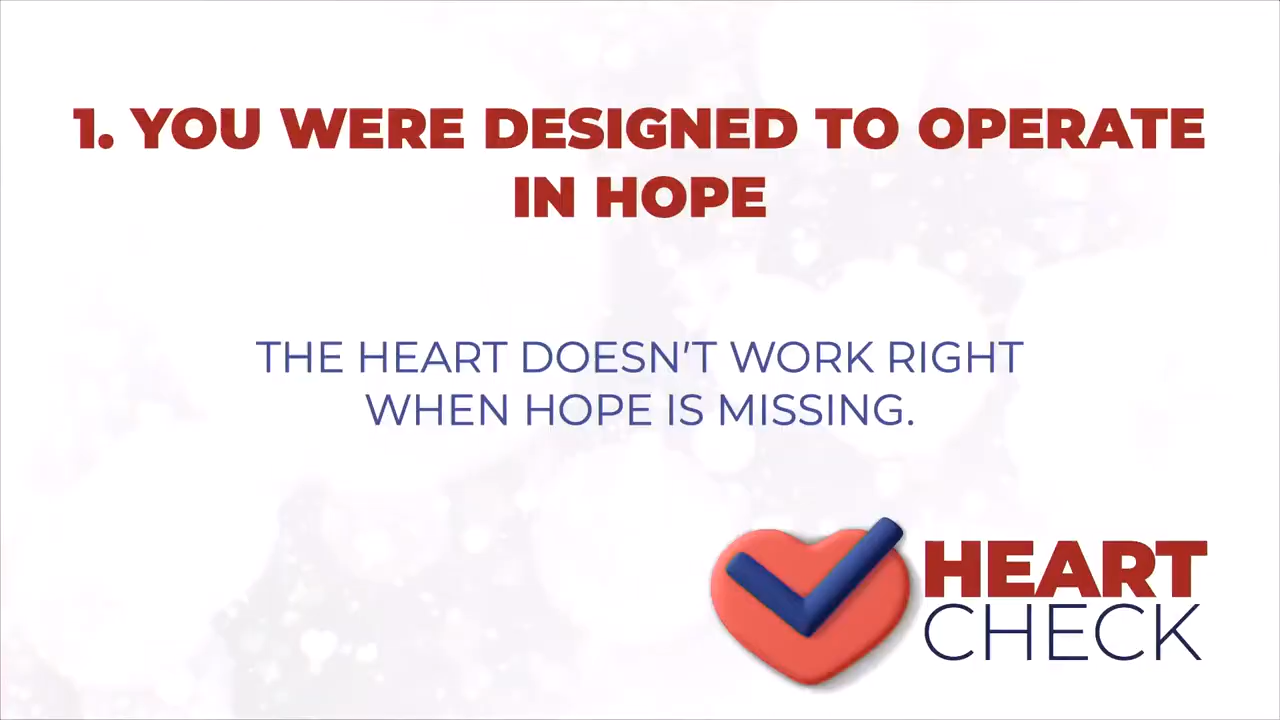 1. YOU WERE DESIGNED TO OPERATE
IN HOPE
THE HEART DOESN'T WORK RIGHT
WHEN HOPE IS MISSING.
HEART
CHECK